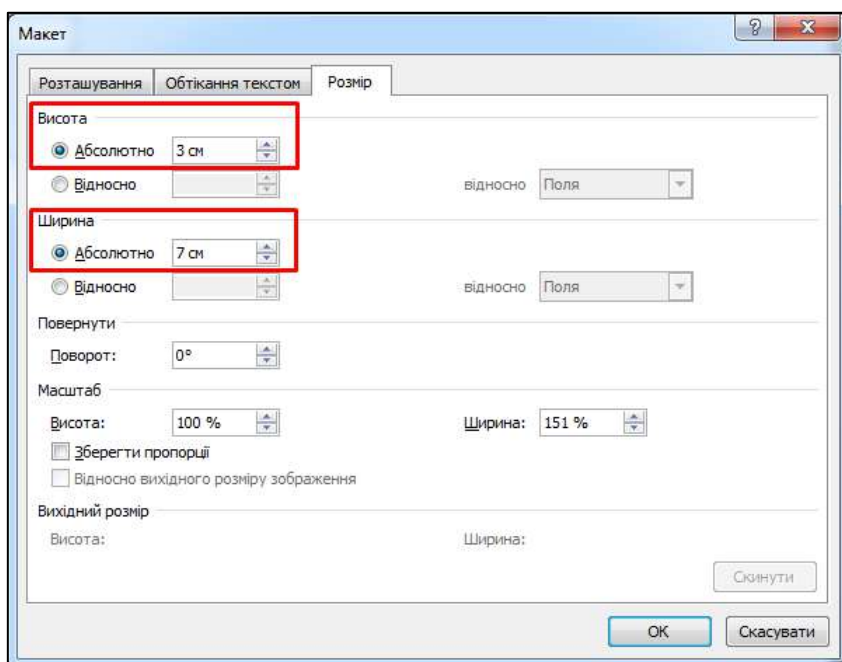 Макет
Розташування Обтікання текстом Розмір
Висота
Абсолютно 3 см
Відносно відносно Поля
Ширина
Абсолютно 7 см
Відносно відносно Поля
Повернути
Поворот: 0°
Масштаб
Висота: 100 % Ширина: 151 %
Зберегти пропорції
Відносно вихідного розміру зображення
Вихідний розмір
Висота: Ширина:
Скинути
ОК Скасувати